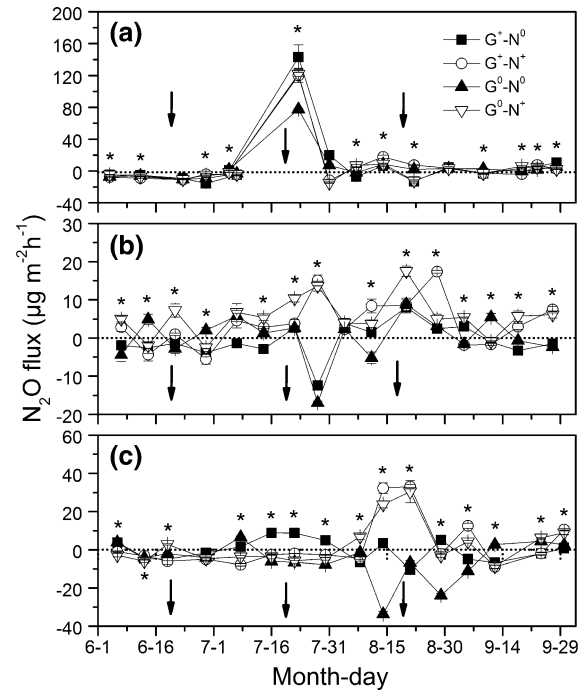 (a)
200
160
120
80
40
0
-40
G⁺-N⁰
G⁺-N⁺
G⁰-N⁰
G⁰-N⁺
* * * * * * * * * * *
(b)
30
20
10
0
-10
-20
* * * * * * * * * * * * * *
N₂O flux (µg m⁻²h⁻¹)
(c)
60
40
20
0
-20
-40
* * * * * * * * * * * * * *
6-1 6-16 7-1 7-16 7-31 8-15 8-30 9-14 9-29
Month-day